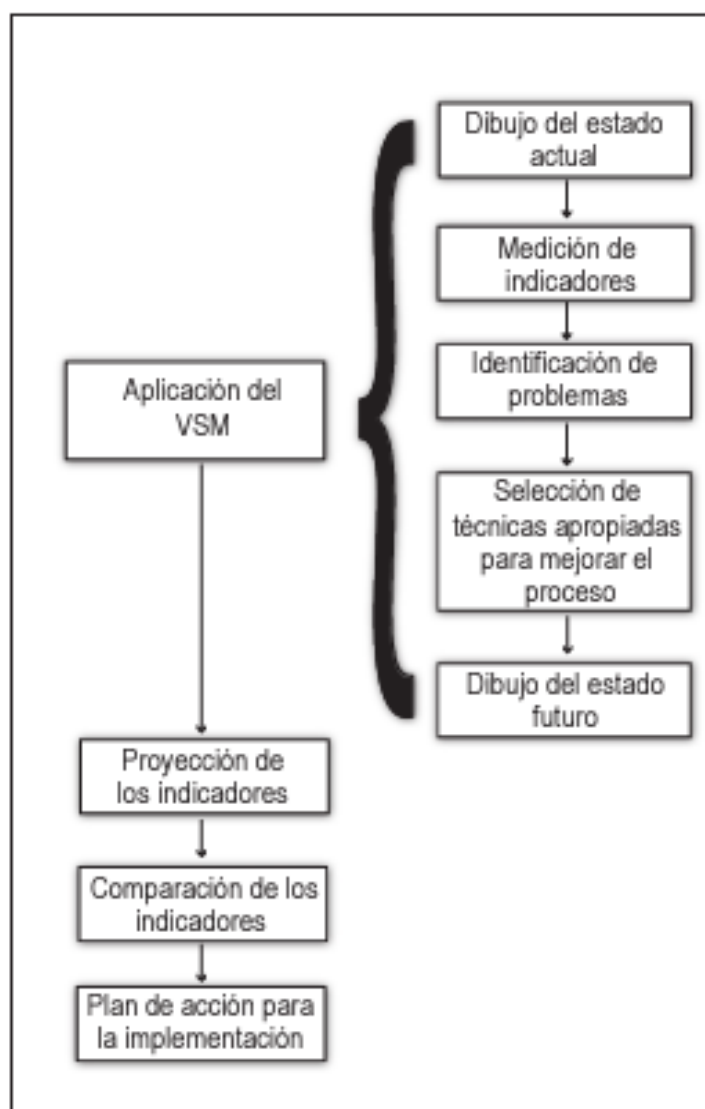 Aplicación del
VSM
Dibujo del estado
actual
Medición de
indicadores
Identificación de
problemas
Selección de
técnicas apropiadas
para mejorar el
proceso
Dibujo del estado
futuro
Proyección de
los indicadores
Comparación de los
indicadores
Plan de acción para
la implementación